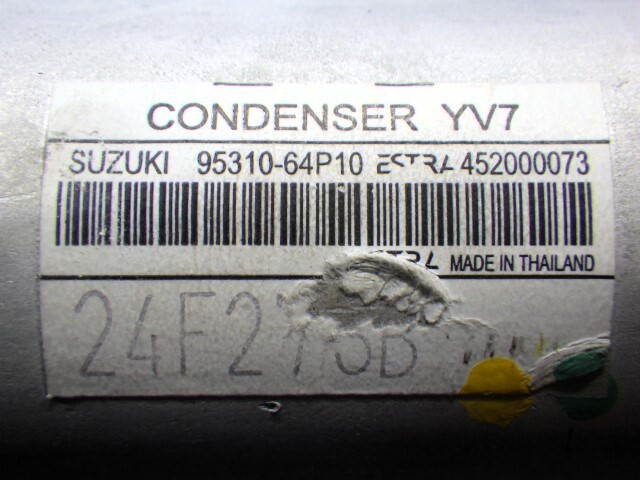 CONDENSER YV7
SUZUKI 95310-64P10 ESTRA 452000073
MADE IN THAILAND